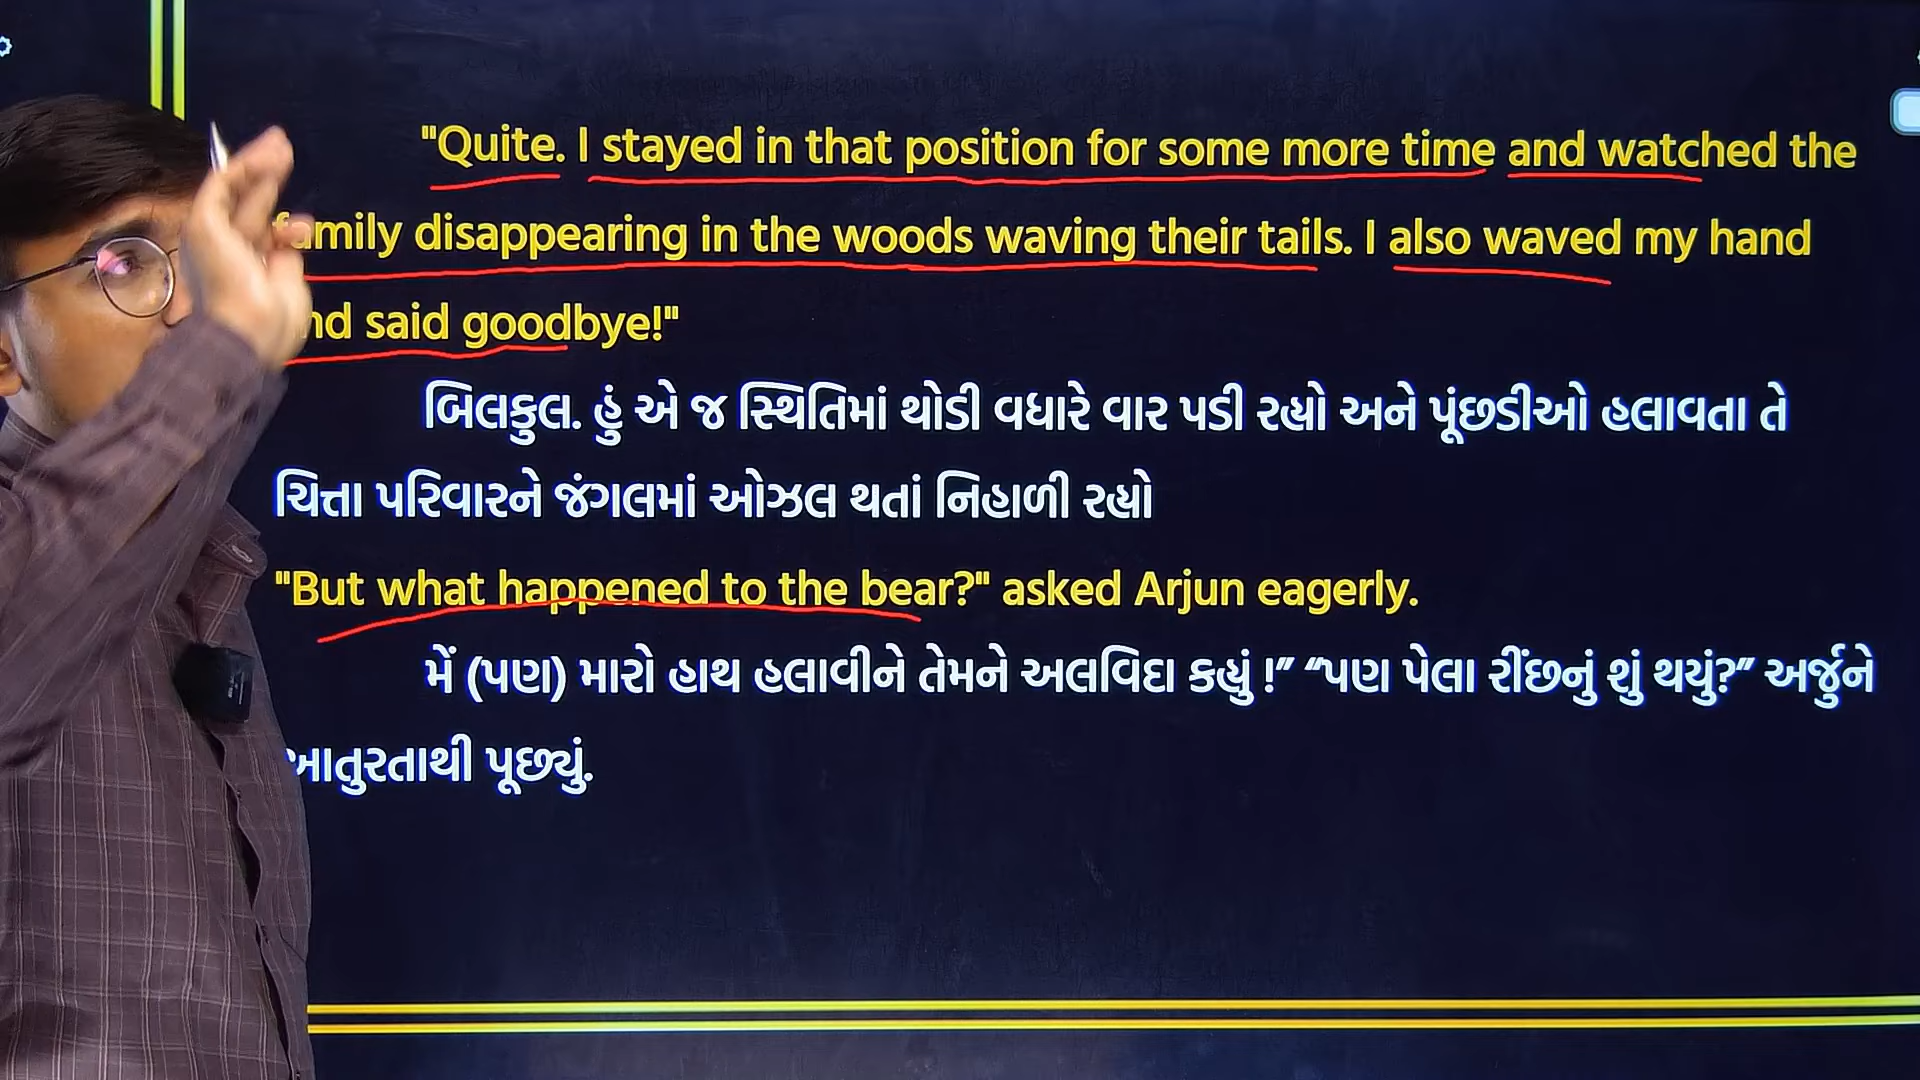 "Quite. I stayed in that position for some more time and watched the
family disappearing in the woods waving their tails. I also waved my hand
and said goodbye!"
બિલકુલ. હું એ જ સ્થિતિમાં થોડી વધારે વાર પડી રહ્યો અને પૂંછડીઓ હલાવતા તે
ચિત્તા પરિવારને જંગલમાં ઓઝલ થતાં નિહાળી રહ્યો
"But what happened to the bear?" asked Arjun eagerly.
મેં (પણ) મારો હાથ હલાવીને તેમને અલવિદા કહ્યું !” “પણ પેલા રીંછનું શું થયું?” અર્જુને
આતુરતાથી પૂછ્યું.